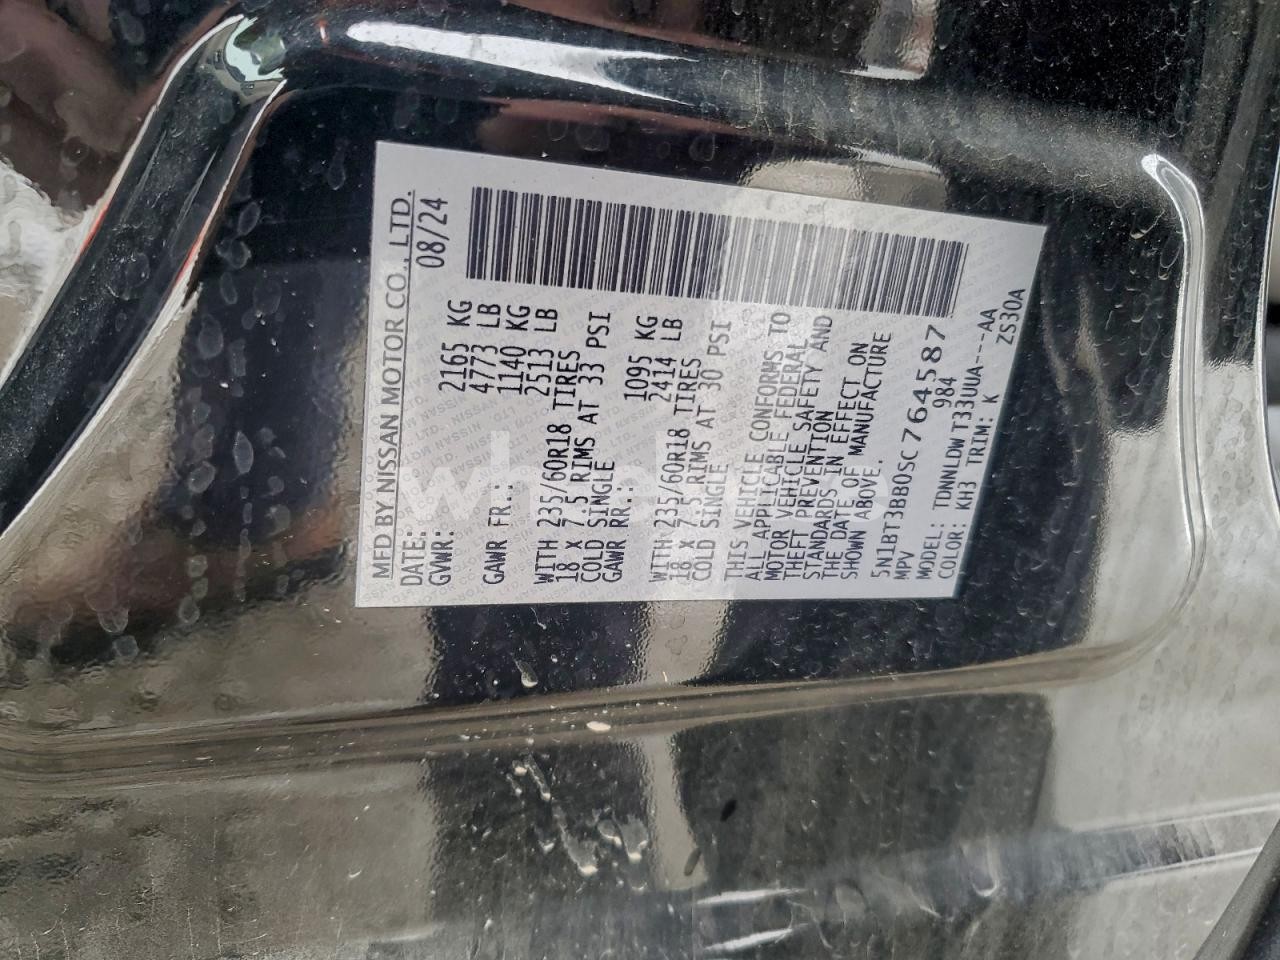 MFD BY NISSAN MOTOR CO., LTD.
DATE: 08/24
GVWR: 2165 KG
4773 LB
GAWR FR.: 1140 KG
2513 LB
WITH 235/60R18 TIRES
18 X 7.5 RIMS AT 33 PSI
COLD SINGLE
GAWR RR.: 1095 KG
2414 LB
WITH 235/60R18 TIRES
18 X 7.5 RIMS AT 30 PSI
COLD SINGLE
THIS VEHICLE CONFORMS TO
ALL APPLICABLE FEDERAL
MOTOR VEHICLE SAFETY AND
THEFT PREVENTION
STANDARDS IN EFFECT ON
THE DATE OF MANUFACTURE
SHOWN ABOVE.
5N1BT3BB0SC764587
MPV 984
MODEL: TDNNLDWT33UUA---AA
COLOR: KH3 TRIM: K ZS30A